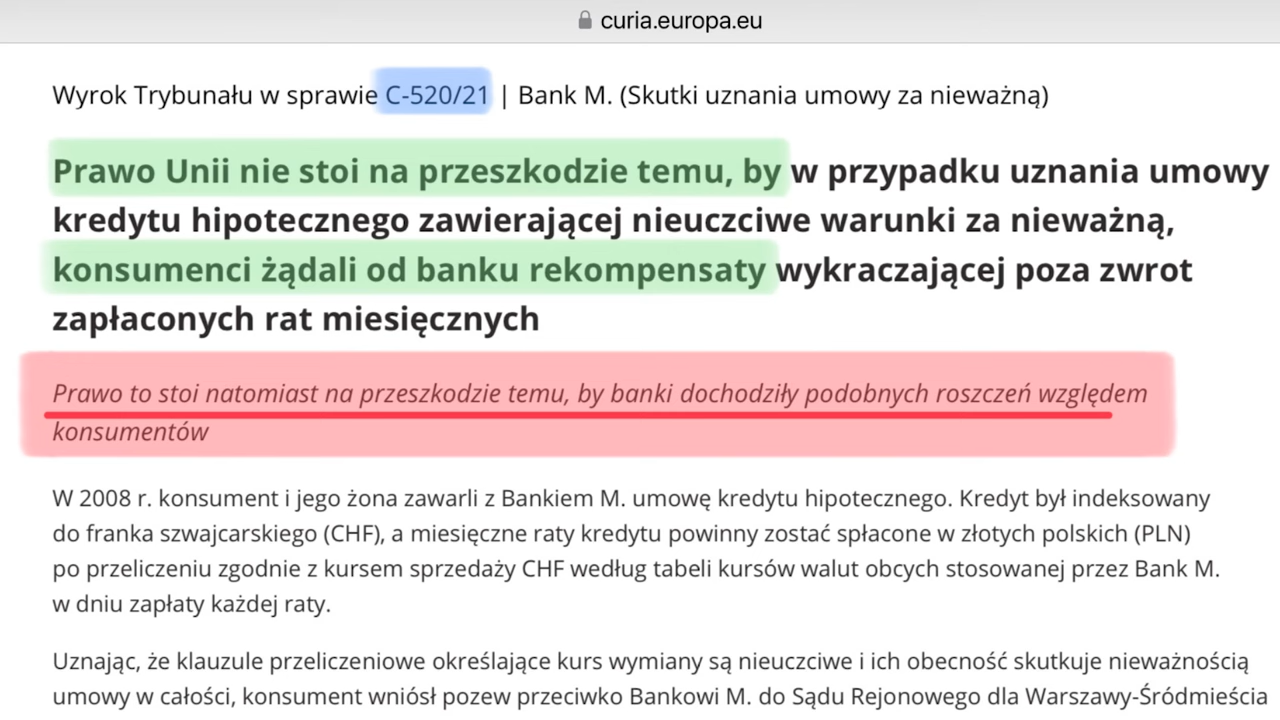 curia.europa.eu
Wyrok Trybunału w sprawie C-520/21 | Bank M. (Skutki uznania umowy za nieważną)
Prawo Unii nie stoi na przeszkodzie temu, by w przypadku uznania umowy
kredytu hipotecznego zawierającej nieuczciwe warunki za nieważną,
konsumenci żądali od banku rekompensaty wykraczającej poza zwrot
zapłaconych rat miesięcznych
Prawo to stoi natomiast na przeszkodzie temu, by banki dochodziły podobnych roszczeń względem
konsumentów
W 2008 r. konsument i jego żona zawarli z Bankiem M. umowę kredytu hipotecznego. Kredyt był indeksowany
do franka szwajcarskiego (CHF), a miesięczne raty kredytu powinny zostać spłacone w złotych polskich (PLN)
po przeliczeniu zgodnie z kursem sprzedaży CHF według tabeli kursów walut obcych stosowanej przez Bank M.
w dniu zapłaty każdej raty.
Uznając, że klauzule przeliczeniowe określające kurs wymiany są nieuczciwe i ich obecność skutkuje nieważnością
umowy w całości, konsument wniósł pozew przeciwko Bankowi M. do Sądu Rejonowego dla Warszawy-Śródmieścia